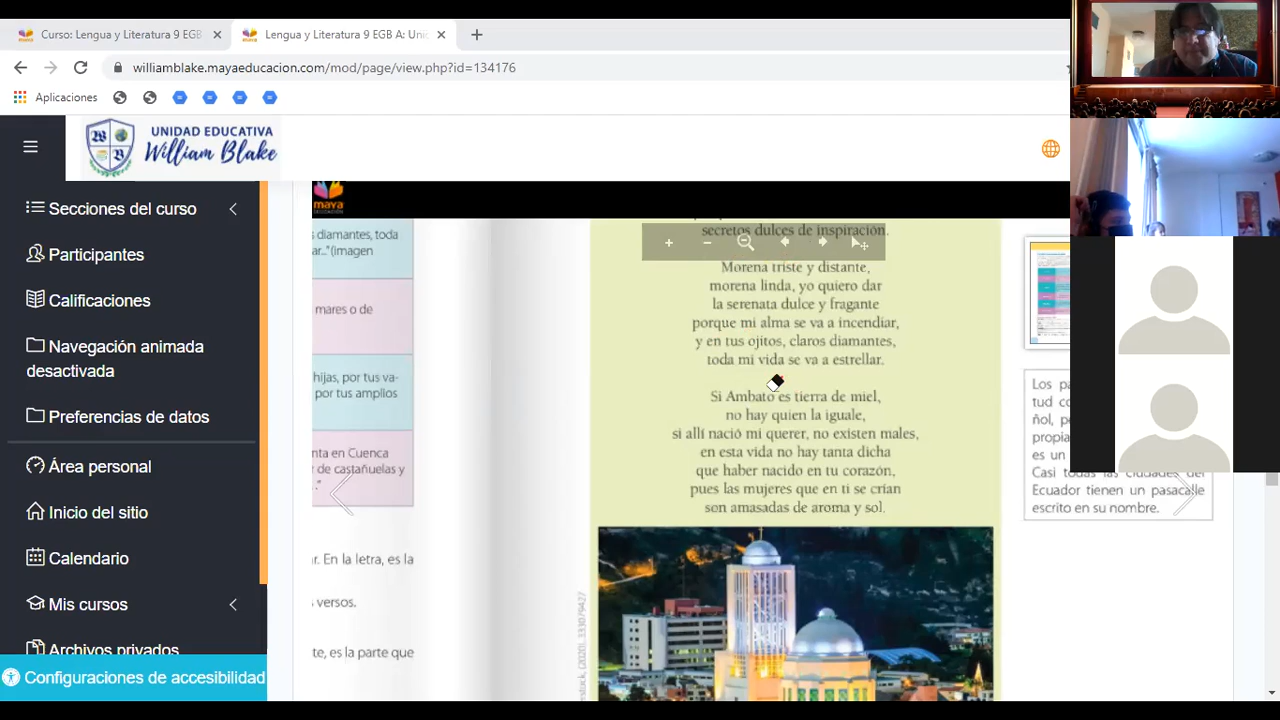 Curso: Lengua y Literatura 9 EGB
Lengua y Literatura 9 EGB A: Uni
williamblake.mayaeducacion.com/mod/page/view.php?id=134176
Aplicaciones
UNIDAD EDUCATIVA
William Blake
Secciones del curso
Participantes
Calificaciones
Navegación animada
desactivada
Preferencias de datos
Área personal
Inicio del sitio
Calendario
Mis cursos
Archivos privados
Configuraciones de accesibilidad
maya
EDUCACIÓN
s diamantes, toda
ar..."(imagen
mares o de
hijas, por tus va-
por tus amplios
nta en Cuenca
r de castañuelas y
."
r. En la letra, es la
versos.
te, es la parte que
secretos dulces de inspiración.
Morena triste y distante,
morena linda, yo quiero dar
la serenata dulce y fragante
porque mi alma se va a incendiar,
y en tus ojitos, claros diamantes,
toda mi vida se va a estrellar.
Si Ambato es tierra de miel,
no hay quien la iguale,
si allí nació mi querer, no existen males,
en esta vida no hay tanta dicha
que haber nacido en tu corazón,
pues las mujeres que en ti se crían
son amasadas de aroma y sol.
Los pa
tud co
ñol, p
propia
es un
Casi todas las ciudades del
Ecuador tienen un pasacalle
escrito en su nombre.